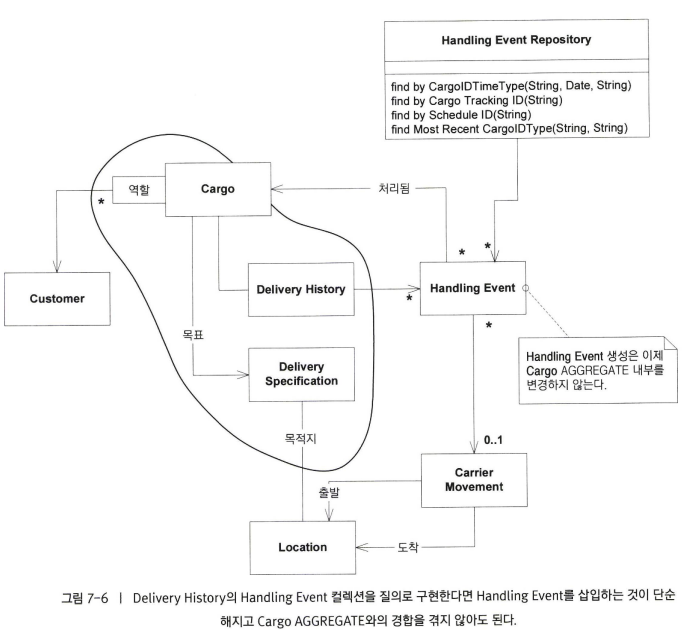 Handling Event Repository
find by CargoIDTimeType(String, Date, String)
find by Cargo Tracking ID(String)
find by Schedule ID(String)
find Most Recent CargoIDType(String, String)
역할
Cargo
처리됨
*
*
*
Customer
Delivery History
*
Handling Event
*
목표
Delivery
Specification
Handling Event 생성은 이제
Cargo AGGREGATE 내부를
변경하지 않는다.
목적지
0..1
Carrier
Movement
출발
Location
도착
그림 7-6 | Delivery History의 Handling Event 컬렉션을 질의로 구현한다면 Handling Event를 삽입하는 것이 단순
해지고 Cargo AGGREGATE와의 경합을 겪지 않아도 된다.